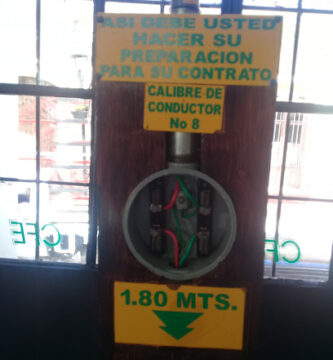 ASI DEBE USTED
HACER SU
PREPARACION
PARA SU CONTRATO
CALIBRE DE
CONDUCTOR
No 8
CFE
CFE
1.80 MTS.